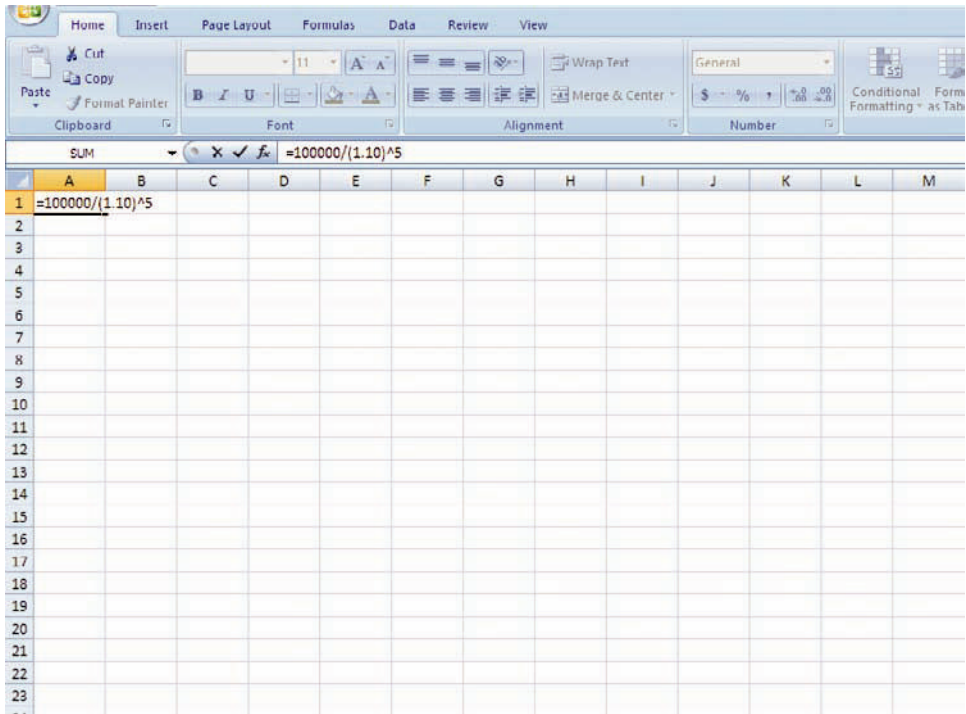 Home Insert Page Layout Formulas Data Review View
Cut
Copy
Paste
Format Painter
Clipboard
11 A A
B I U A
Font
Wrap Text
Merge & Center
Alignment
General
$ % , .00 .00
Number
Conditional Formatting
SUM fx =100000/(1.10)^5
A B C D E F G H I J K L M
1 =100000/(1.10)^5
2
3
4
5
6
7
8
9
10
11
12
13
14
15
16
17
18
19
20
21
22
23